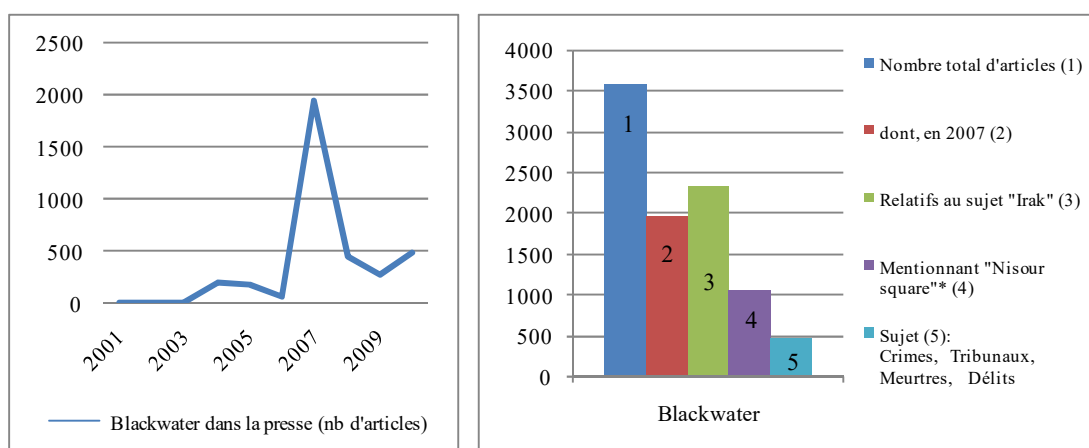 2500
2000
1500
1000
500
0
2001
2003
2005
2007
2009
Blackwater dans la presse (nb d'articles)
4000
3500
3000
2500
2000
1500
1000
500
0
1
2
3
4
5
Blackwater
Nombre total d'articles (1)
dont, en 2007 (2)
Relatifs au sujet "Irak" (3)
Mentionnant "Nisour
square"* (4)
Sujet (5):
Crimes, Tribunaux,
Meurtres, Délits